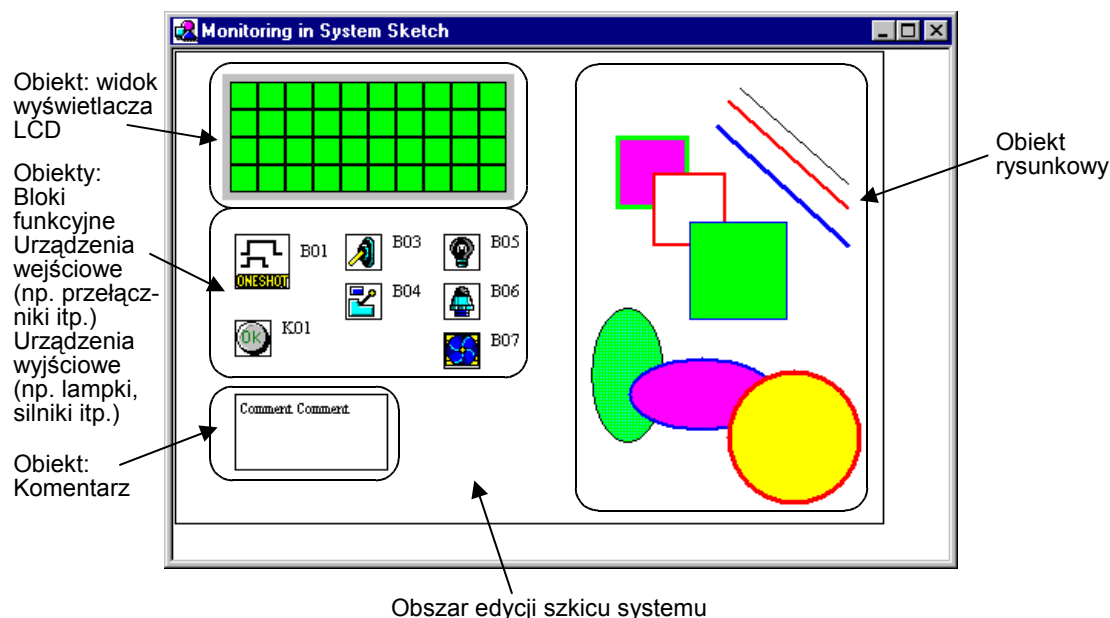 Monitoring in System Sketch
Obiekt: widok
wyświetlacza
LCD
Obiekty:
Bloki
funkcyjne
Urządzenia
wejściowe
(np. przełącz-
niki itp.)
Urządzenia
wyjściowe
(np. lampki,
silniki itp.)
Obiekt:
Komentarz
B01
ONESHOT
B03
B05
B04
B06
OK
K01
B07
Comment Comment
Obiekt
rysunkowy
Obszar edycji szkicu systemu